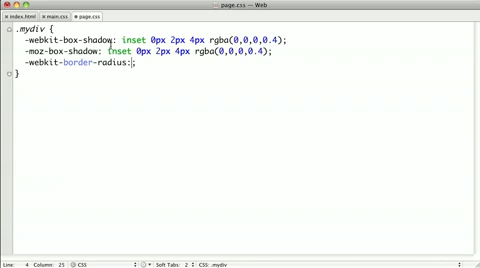 page.css — Web
index.html
main.css
page.css
.mydiv {
-webkit-box-shadow: inset 0px 2px 4px rgba(0,0,0,0.4);
-moz-box-shadow: inset 0px 2px 4px rgba(0,0,0,0.4);
-webkit-border-radius:;
}
Line: 4 Column: 25 CSS Soft Tabs: 2 CSS: .mydiv